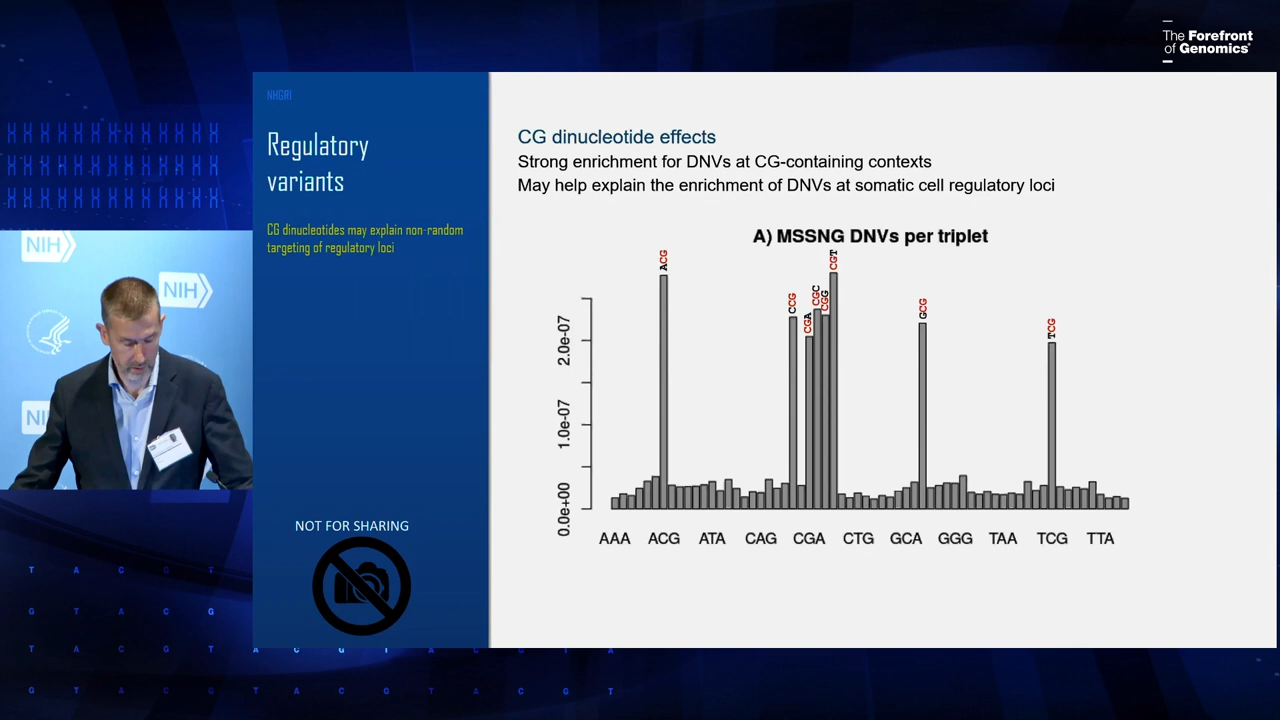 The Forefront
of Genomics®
NHGRI
Regulatory
variants
CG dinucleotides may explain non-random
targeting of regulatory loci
NOT FOR SHARING
CG dinucleotide effects
Strong enrichment for DNVs at CG-containing contexts
May help explain the enrichment of DNVs at somatic cell regulatory loci
A) MSSNG DNVs per triplet
ACG
CCG
CGA
CGC
CGG
CGT
GCG
TCG
2.0e-07
1.0e-07
0.0e+00
AAA ACG ATA CAG CGA CTG GCA GGG TAA TCG TTA
NIH
NIH
NI
T A C G T
G T A C G
T A C G T A C G T A C G T A
G T A C G T A C G T A C G T